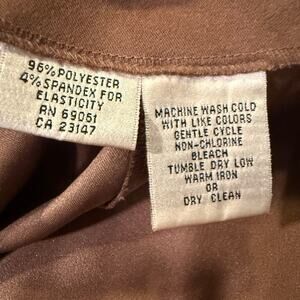 96% POLYESTER
4% SPANDEX FOR
ELASTICITY
RN 69061
CA 23147
MACHINE WASH COLD
WITH LIKE COLORS
GENTLE CYCLE
NON-CHLORINE
BLEACH
TUMBLE DRY LOW
WARM IRON
OR
DRY CLEAN